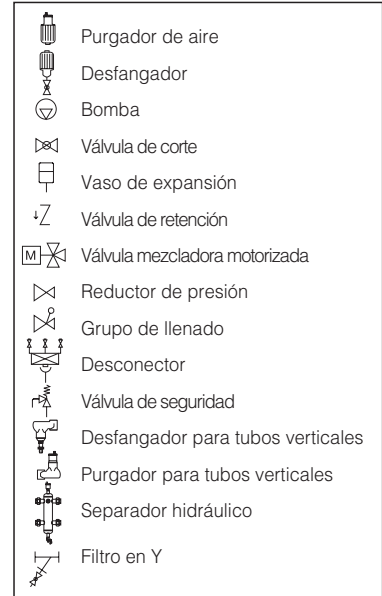 Purgador de aire
Desfangador
Bomba
Válvula de corte
Vaso de expansión
Válvula de retención
M Válvula mezcladora motorizada
Reductor de presión
Grupo de llenado
Desconector
Válvula de seguridad
Desfangador para tubos verticales
Purgador para tubos verticales
Separador hidráulico
Filtro en Y